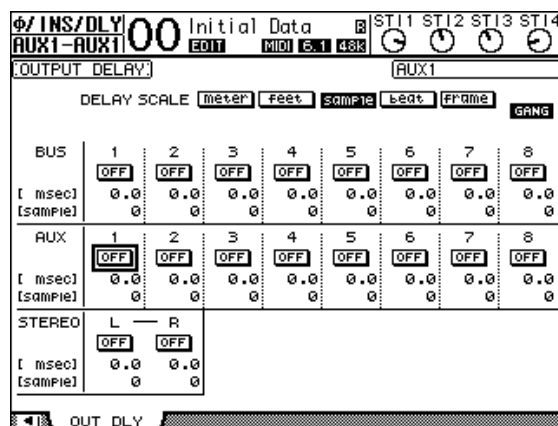 Φ/INS/DLY 00 Initial Data ST11 ST12 ST13 ST14
AUX1-AUX1 EDIT MIDI 6.1 48k
OUTPUT DELAY AUX1
DELAY SCALE meter feet sample beat frame
GANG
BUS 1 2 3 4 5 6 7 8
OFF OFF OFF OFF OFF OFF OFF OFF
[ msec] 0.0 0.0 0.0 0.0 0.0 0.0 0.0 0.0
[sample] 0 0 0 0 0 0 0 0
AUX 1 2 3 4 5 6 7 8
OFF OFF OFF OFF OFF OFF OFF OFF
[ msec] 0.0 0.0 0.0 0.0 0.0 0.0 0.0 0.0
[sample] 0 0 0 0 0 0 0 0
STEREO L — R
OFF OFF
[ msec] 0.0 0.0
[sample] 0 0
OUT DLY